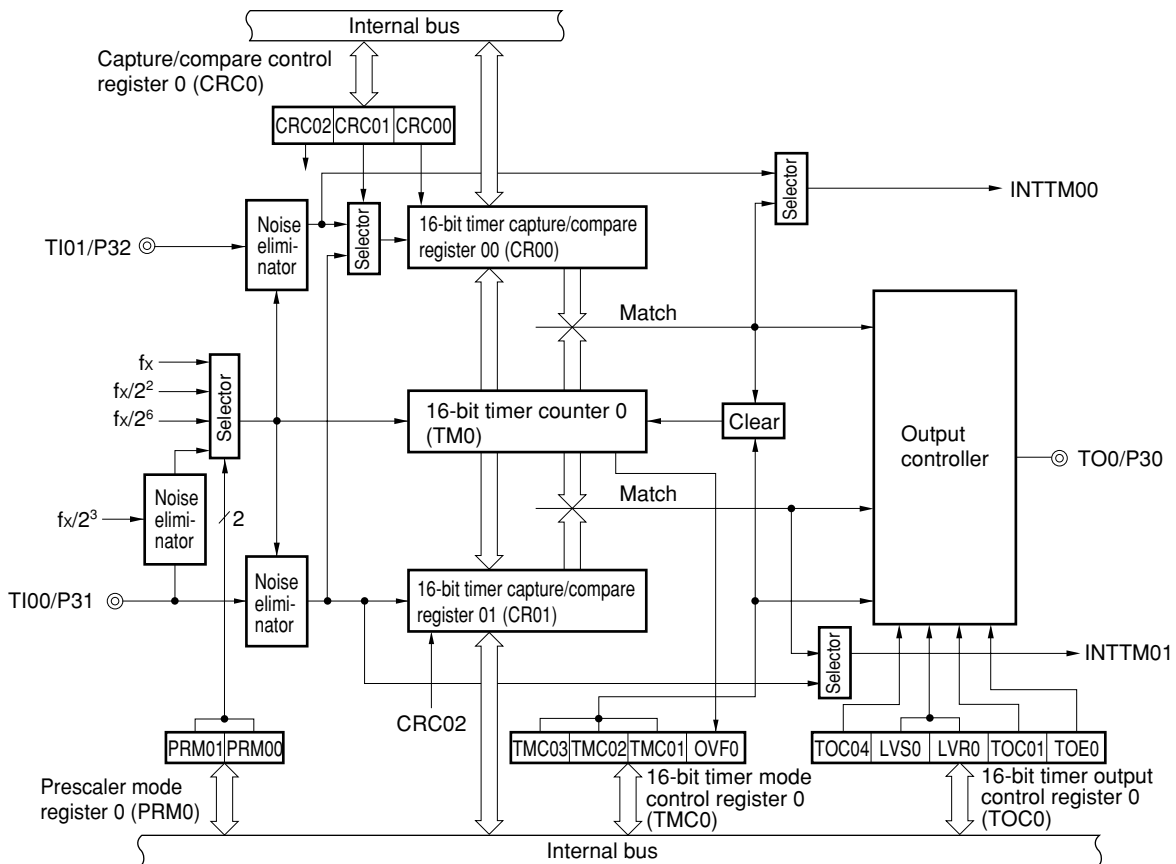 Internal bus
Capture/compare control
register 0 (CRC0)
CRC02 CRC01 CRC00
Selector
INTTM00
TI01/P32
Noise
elimi-
nator
Selector
16-bit timer capture/compare
register 00 (CR00)
Match
fx
fx/2²
fx/2⁶
Selector
16-bit timer counter 0
(TM0)
Clear
Output
controller
TO0/P30
fx/2³
Noise
elimi-
nator
2
Match
TI00/P31
Noise
elimi-
nator
16-bit timer capture/compare
register 01 (CR01)
Selector
INTTM01
CRC02
PRM01 PRM00
TMC03 TMC02 TMC01 OVF0
TOC04 LVS0 LVR0 TOC01 TOE0
Prescaler mode
register 0 (PRM0)
16-bit timer mode
control register 0
(TMC0)
16-bit timer output
control register 0
(TOC0)
Internal bus